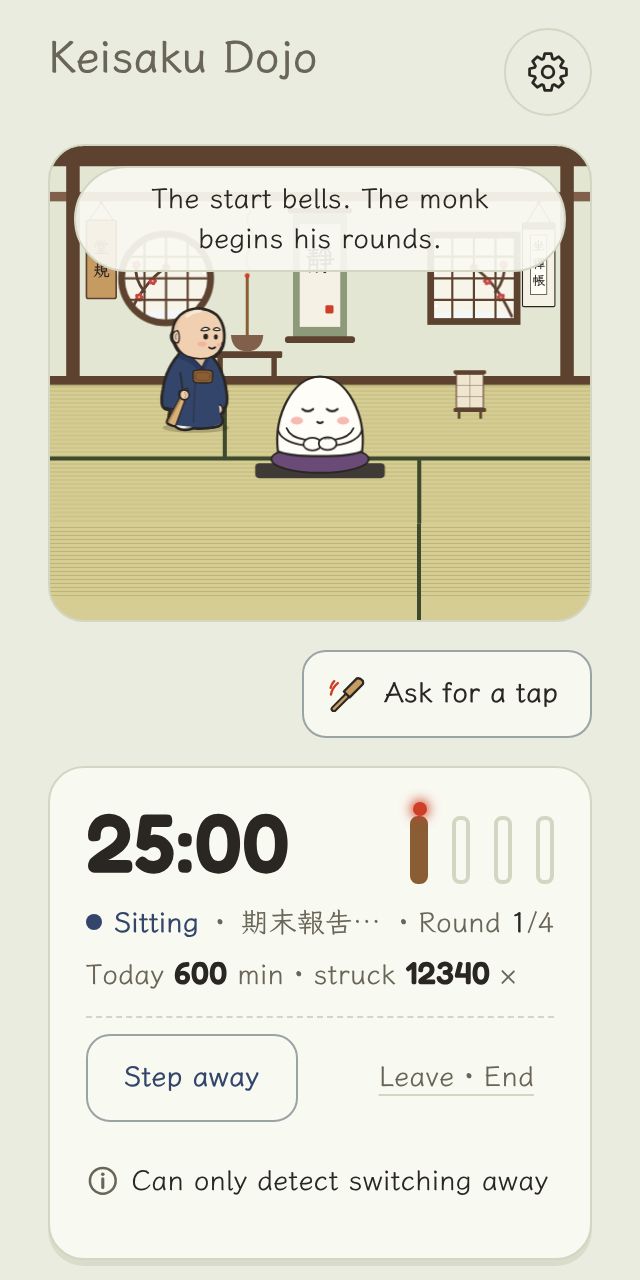 Keisaku Dojo
The start bells. The monk
begins his rounds.
規
静
帳
Ask for a tap
25:00
Sitting · 期末報告… · Round 1/4
Today 600 min · struck 12340 ×
Step away
Leave · End
Can only detect switching away